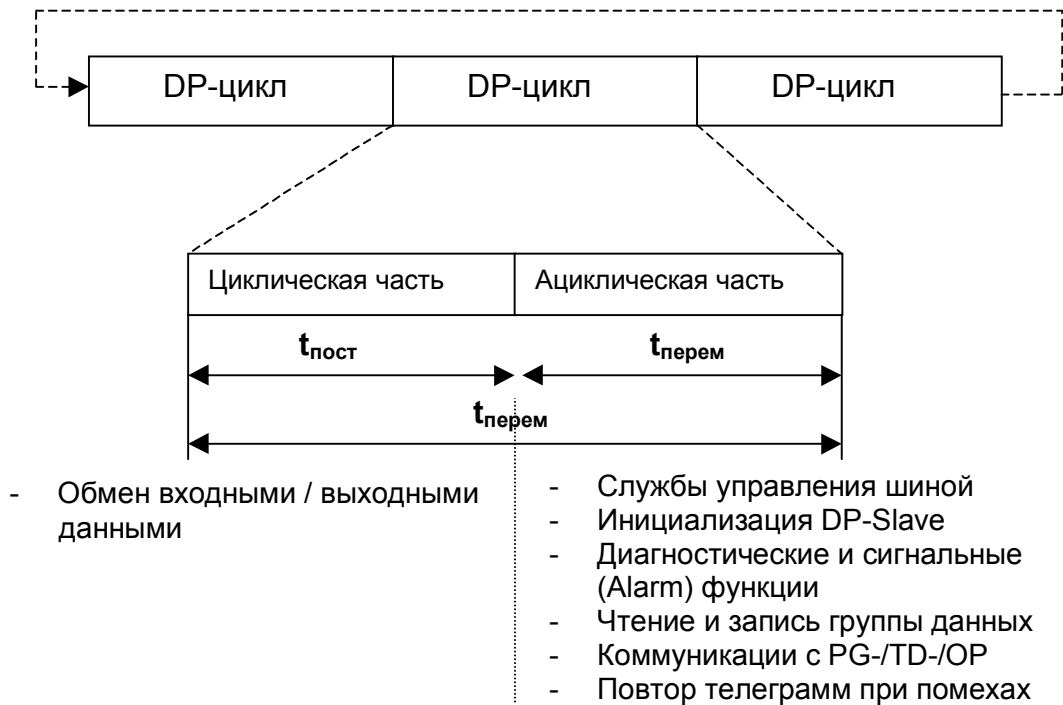 DP-цикл DP-цикл DP-цикл
Циклическая часть Ациклическая часть
tпост tперем
tперем
- Обмен входными / выходными
данными
- Службы управления шиной
- Инициализация DP-Slave
- Диагностические и сигнальные
(Alarm) функции
- Чтение и запись группы данных
- Коммуникации с PG-/TD-/OP
- Повтор телеграмм при помехах